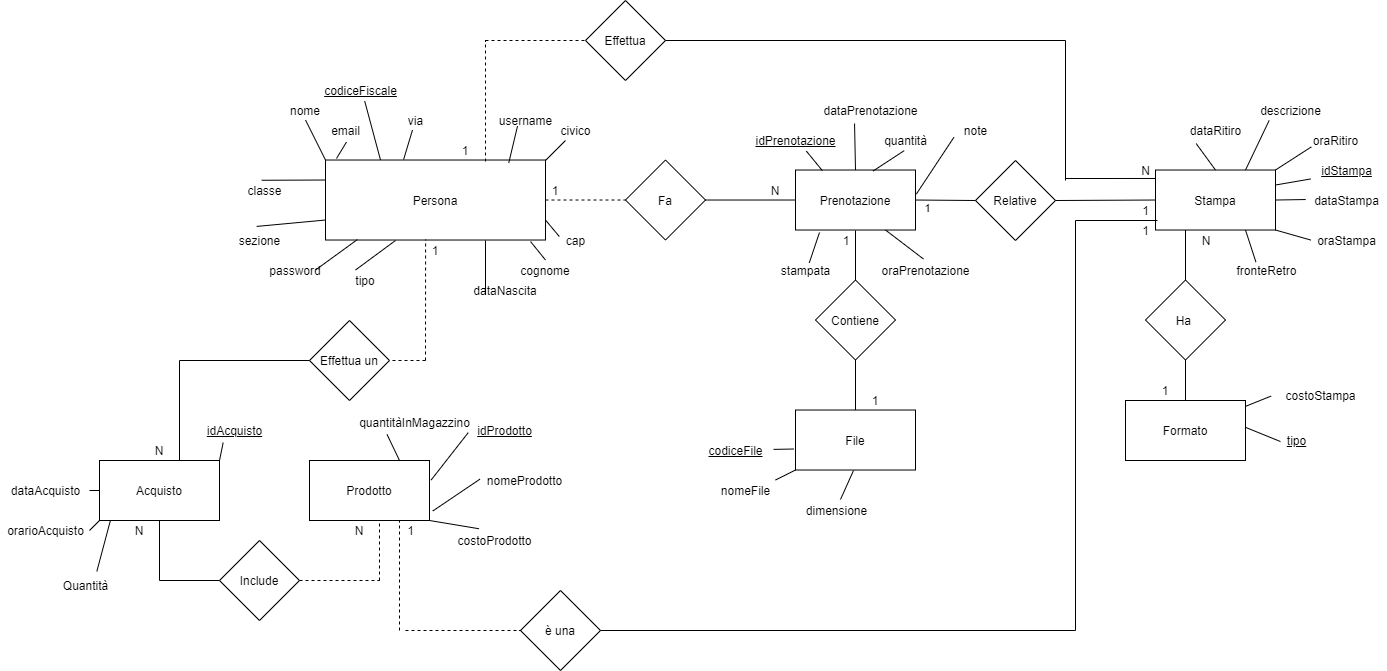 Effettua
codiceFiscale
nome
email
via
username
civico
1
classe
Persona
1
sezione
password
tipo
1
dataNascita
cognome
cap
Fa
N
dataPrenotazione
idPrenotazione
quantità
note
Prenotazione
1
1
stampata
oraPrenotazione
Relative
descrizione
dataRitiro
oraRitiro
N
idStampa
1
Stampa
dataStampa
1
N
oraStampa
fronteRetro
Contiene
Ha
1
File
codiceFile
nomeFile
dimensione
1
Formato
costoStampa
tipo
Effettua un
N
idAcquisto
dataAcquisto
Acquisto
orarioAcquisto
N
Quantità
quantitàInMagazzino
idProdotto
Prodotto
nomeProdotto
N
1
costoProdotto
Include
è una